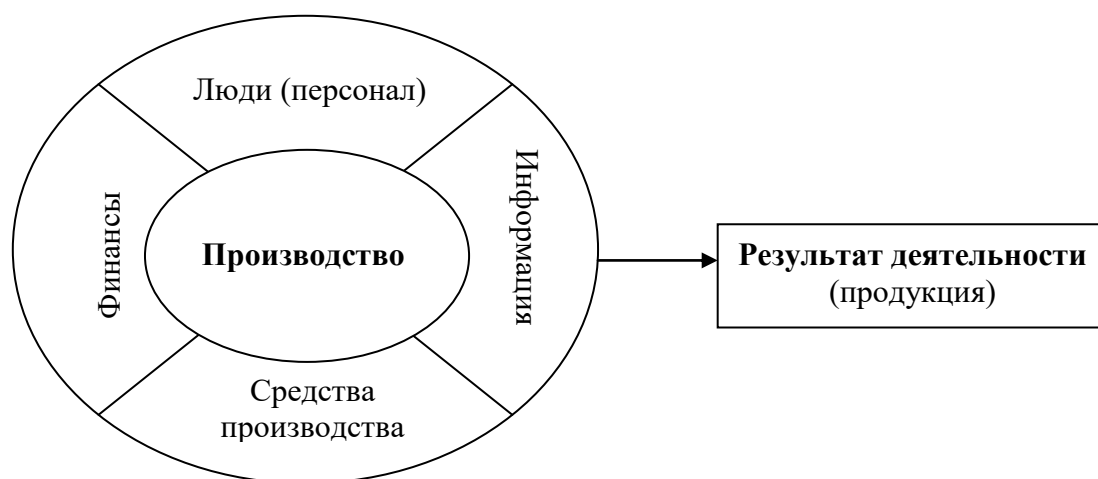 Люди (персонал)
Финансы
Производство
Информация
Средства
производства
Результат деятельности
(продукция)